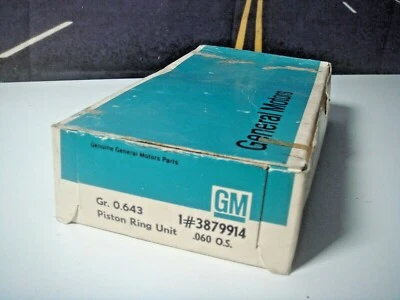 General Motors
Genuine General Motors Parts
GM
Gr. 0.643 1#3879914
Piston Ring Unit .060 O.S.